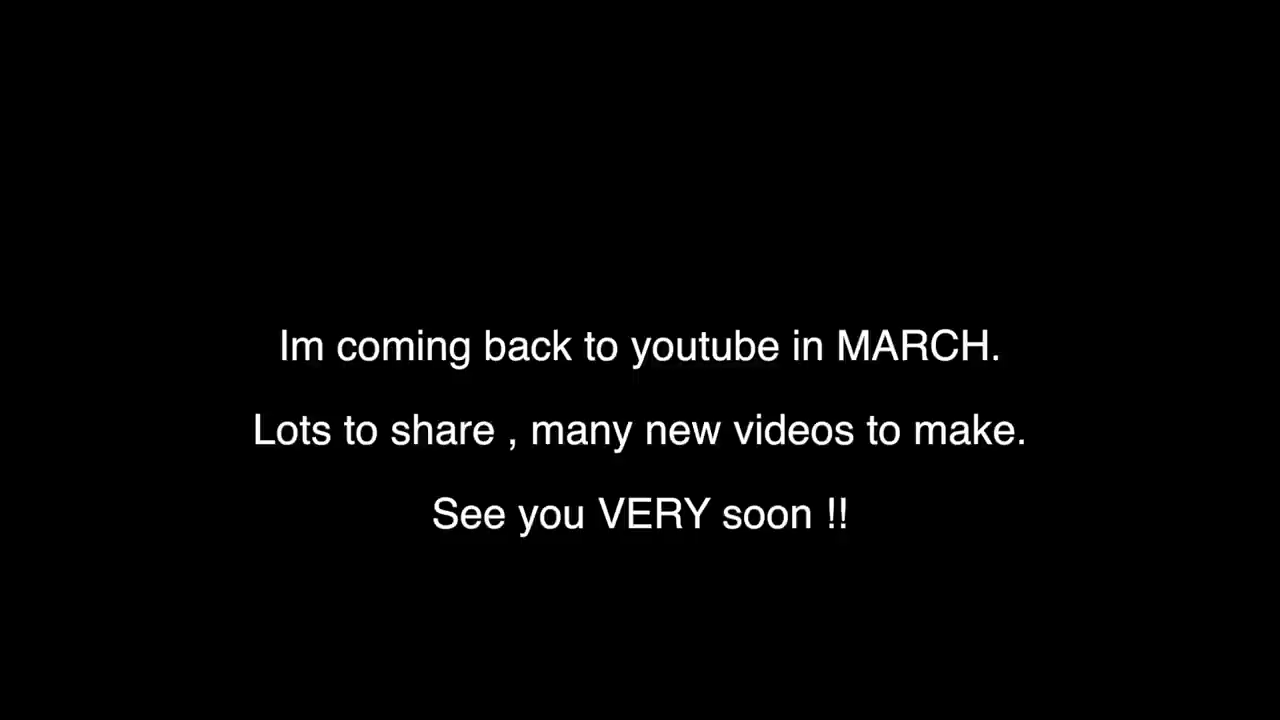 Im coming back to youtube in MARCH.
Lots to share , many new videos to make.
See you VERY soon !!